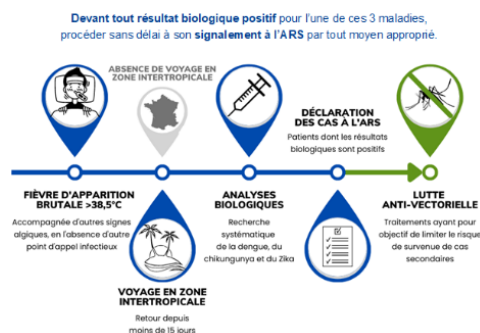 Devant tout résultat biologique positif pour l'une de ces 3 maladies,
procéder sans délai à son signalement à l'ARS par tout moyen approprié.
ABSENCE DE VOYAGE EN
ZONE INTERTROPICALE
DÉCLARATION
DES CAS À L'ARS
Patients dont les résultats
biologiques sont positifs
FIÈVRE D'APPARITION
BRUTALE >38,5°C
Accompagnée d'autres signes
algiques, en l'absence d'autre
point d'appel infectieux
VOYAGE EN ZONE
INTERTROPICALE
Retour depuis
moins de 15 jours
ANALYSES
BIOLOGIQUES
Recherche
systématique
de la dengue, du
chikungunya et du Zika
LUTTE
ANTI-VECTORIELLE
Traitements ayant pour
objectif de limiter le risque
de survenue de cas
secondaires